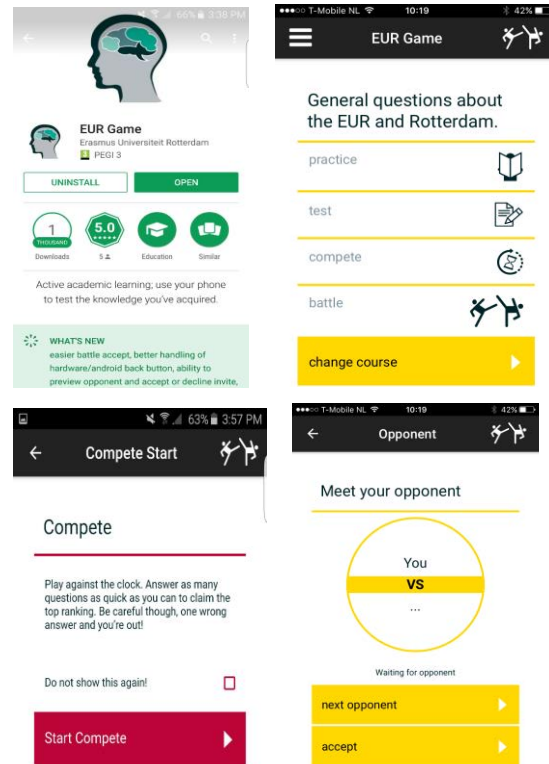 66% 3:38 PM
EUR Game
Erasmus Universiteit Rotterdam
PEGI 3
UNINSTALL
OPEN
1
THOUSAND
Downloads
5.0
5
Education
Similar
Active academic learning; use your phone
to test the knowledge you've acquired.
WHAT'S NEW
easier battle accept, better handling of
hardware/android back button, ability to
preview opponent and accept or decline invite,
T-Mobile NL 10:19 42%
EUR Game
General questions about
the EUR and Rotterdam.
practice
test
compete
battle
change course
63% 3:57 PM
Compete Start
Compete
Play against the clock. Answer as many
questions as quick as you can to claim the
top ranking. Be careful though, one wrong
answer and you're out!
Do not show this again!
Start Compete
T-Mobile NL 10:19 42%
Opponent
Meet your opponent
You
VS
...
Waiting for opponent
next opponent
accept